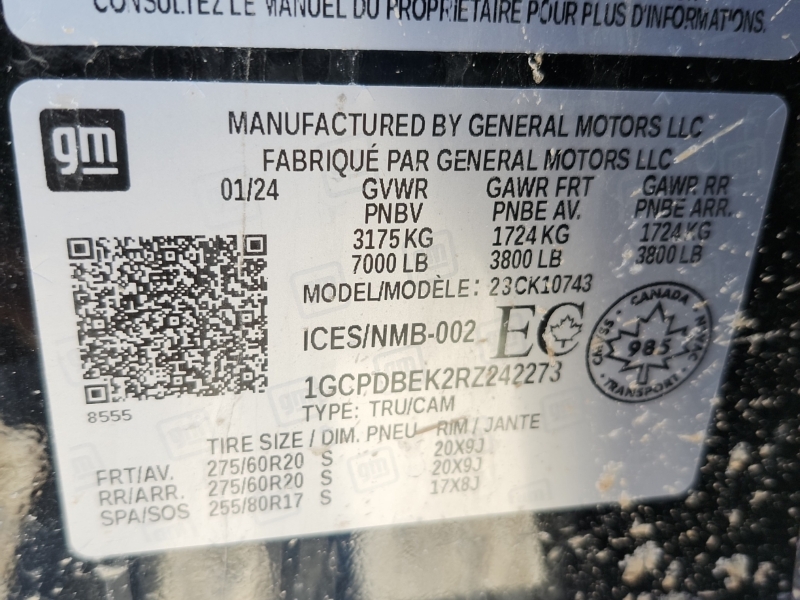 CONSULTEZ LE MANUEL DU PROPRIÉTAIRE POUR PLUS D'INFORMATIONS.
gm
MANUFACTURED BY GENERAL MOTORS LLC
FABRIQUÉ PAR GENERAL MOTORS LLC
01/24 GVWR GAWR FRT GAWR RR
PNBV PNBE AV. PNBE ARR.
3175 KG 1724 KG 1724 KG
7000 LB 3800 LB 3800 LB
MODEL/MODÈLE: 23CK10743
ICES/NMB-002 EC
CANADA
985
TRANSPORT
1GCPDBEK2RZ242273
8555
TYPE: TRU/CAM
TIRE SIZE / DIM. PNEU RIM / JANTE
FRT/AV. 275/60R20 S 20X9J
RR/ARR. 275/60R20 S 20X9J
SPA/SOS 255/80R17 S 17X8J